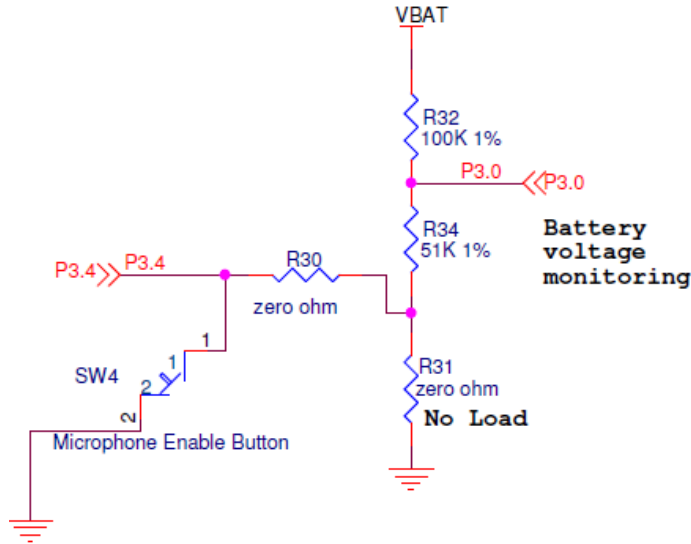 VBAT
R32
100K 1%
P3.0
P3.0
R34
51K 1%
Battery
voltage
monitoring
P3.4
P3.4
R30
zero ohm
1
1
SW4
2
2
R31
zero ohm
No Load
Microphone Enable Button